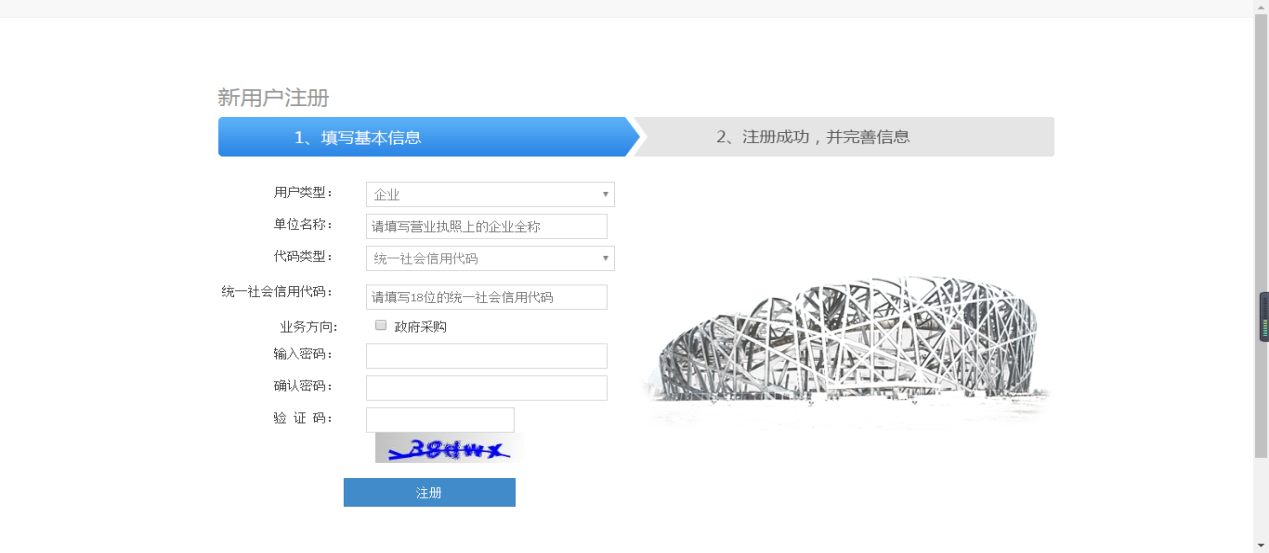 新用户注册
1、填写基本信息
2、注册成功，并完善信息
用户类型： 企业
单位名称： 请填写营业执照上的企业全称
代码类型： 统一社会信用代码
统一社会信用代码： 请填写18位的统一社会信用代码
业务方向: 政府采购
输入密码：
确认密码：
验 证 码：
38dwx
注册